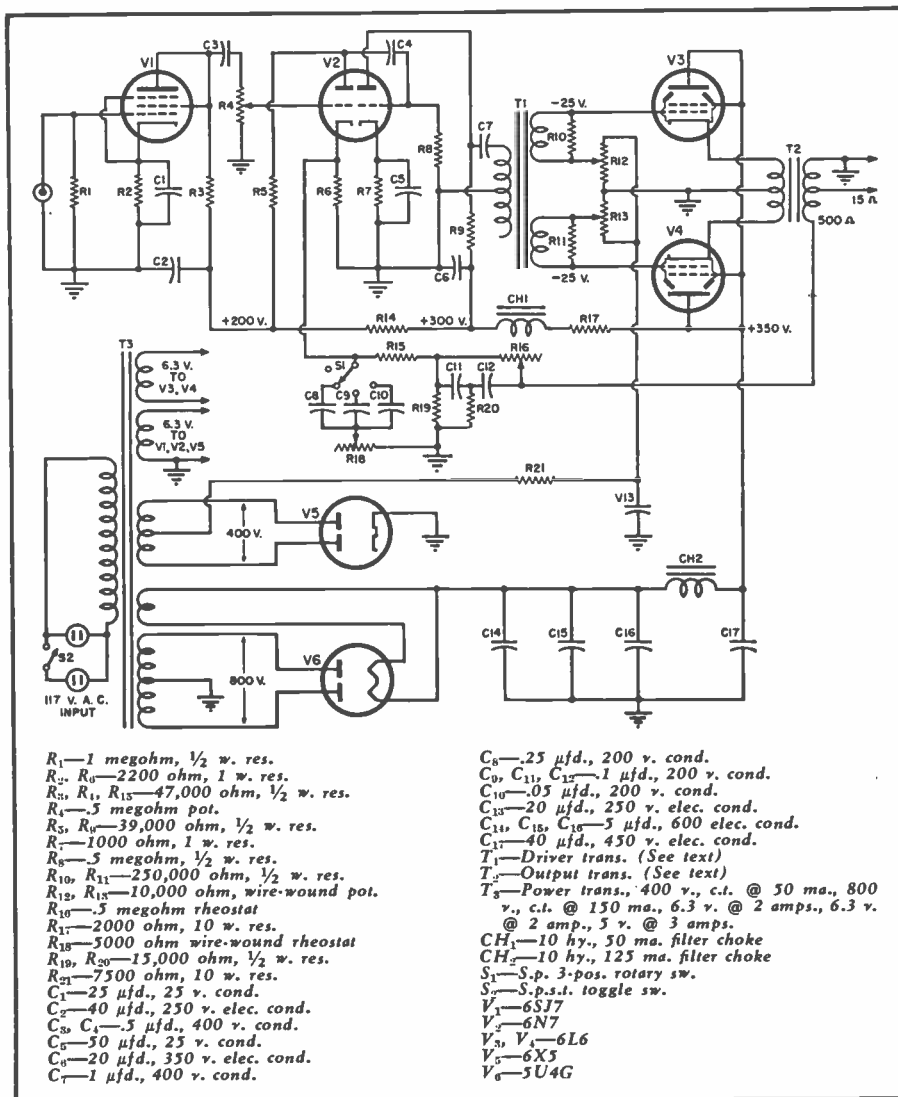 V1
C3
R4
R1
R2
C1
R3
C2
V2
C4
R5
R6
R7
C5
R8
C7
R9
C6
T1
-25 V.
R10
R12
R13
R11
-25 V.
V3
V4
T2
15 Ω
500 Ω
+200 V.
R14
+300 V.
CH1
R17
+350 V.
R15
R16
S1
C8
C9
C10
C11
C12
R19
R20
R18
T3
6.3 V.
TO
V3, V4
6.3 V.
TO
V1, V2, V5
R21
V13
400 V.
V5
CH2
C14
C15
C16
C17
800 V.
V6
S2
117 V. A. C.
INPUT
R1—1 megohm, 1/2 w. res.
R2, R6—2200 ohm, 1 w. res.
R3, R4, R15—47,000 ohm, 1/2 w. res.
R4—.5 megohm pot.
R5, R9—39,000 ohm, 1/2 w. res.
R7—1000 ohm, 1 w. res.
R8—.5 megohm, 1/2 w. res.
R10, R11—250,000 ohm, 1/2 w. res.
R12, R13—10,000 ohm, wire-wound pot.
R16—.5 megohm rheostat
R17—2000 ohm, 10 w. res.
R18—5000 ohm wire-wound rheostat
R19, R20—15,000 ohm, 1/2 w. res.
R21—7500 ohm, 10 w. res.
C1—25 μfd., 25 v. cond.
C2—40 μfd., 250 v. elec. cond.
C3, C4—.5 μfd., 400 v. cond.
C5—50 μfd., 25 v. cond.
C6—20 μfd., 350 v. elec. cond.
C7—1 μfd., 400 v. cond.
C8—.25 μfd., 200 v. cond.
C9, C11, C12—.1 μfd., 200 v. cond.
C10—.05 μfd., 200 v. cond.
C13—20 μfd., 250 v. elec. cond.
C14, C15, C16—5 μfd., 600 elec. cond.
C17—40 μfd., 450 v. elec. cond.
T1—Driver trans. (See text)
T2—Output trans. (See text)
T3—Power trans., 400 v., c.t. @ 50 ma., 800
v., c.t. @ 150 ma., 6.3 v. @ 2 amps., 6.3 v.
@ 2 amp., 5 v. @ 3 amps.
CH1—10 hy., 50 ma. filter choke
CH2—10 hy., 125 ma. filter choke
S1—S.p. 3-pos. rotary sw.
S2—S.p.s.t. toggle sw.
V1—6SJ7
V2—6N7
V3, V4—6L6
V5—6X5
V6—5U4G